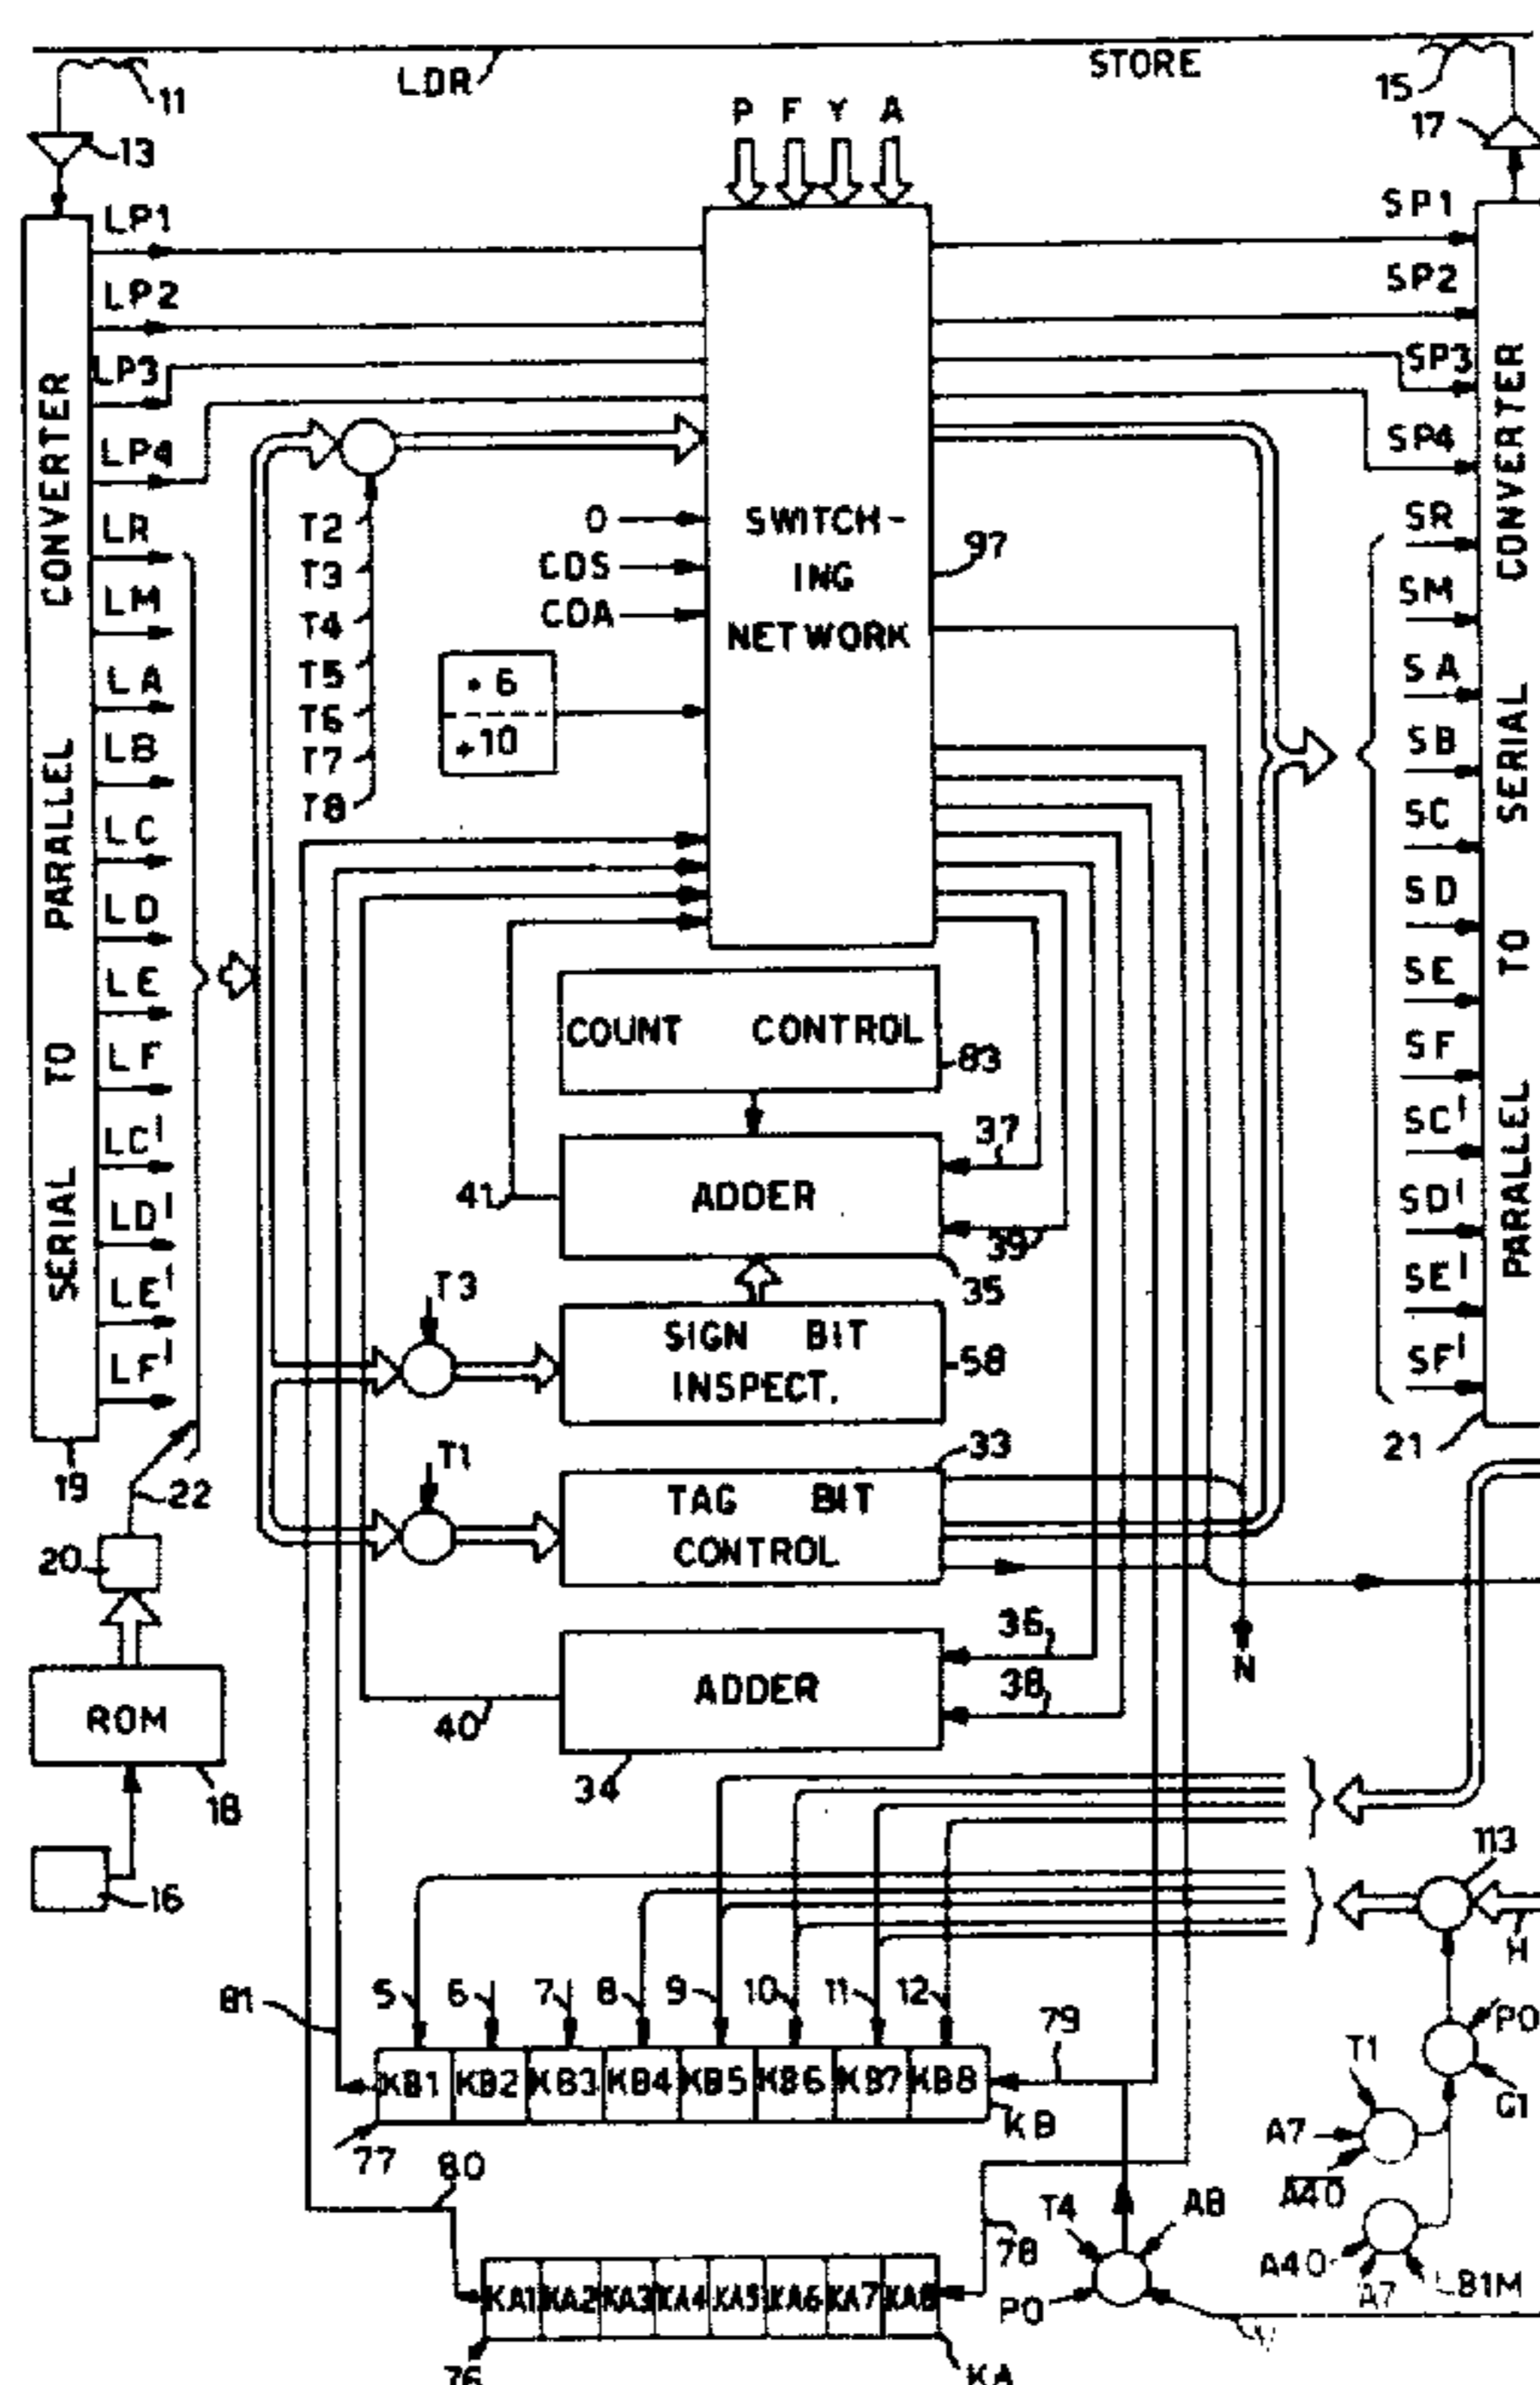 LDR
STORE
11
15
13
17
P F Y A
LP1
SP1
LP2
SP2
LP3
SP3
LP4
SP4
SERIAL TO PARALLEL CONVERTER
LR
LM
LA
LB
LC
LD
LE
LF
LC'
LD'
LE'
LF'
T2
T3
T4
T5
T6
T7
T8
0
CDS
CDA
+6
+10
SWITCH-
ING
NETWORK
97
SR
SM
SA
SB
SC
SD
SE
SF
SC'
SD'
SE'
SF'
PARALLEL TO SERIAL CONVERTER
COUNT CONTROL
83
37
41
ADDER
39
35
T3
SIGN BIT
INSPECT.
58
T1
33
TAG BIT
CONTROL
19
22
20
21
ROM
18
16
36
ADDER
38
40
34
N
113
H
81
5 6 7 8 9 10 11 12
79
KB1 KB2 KB3 KB4 KB5 KB6 KB7 KB8
KB
77
80
T1
P0
G1
A7
A40
T4
A8
78
A40
A7
B1M
P0
KA1 KA2 KA3 KA4 KA5 KA6 KA7 KA8
76
KA